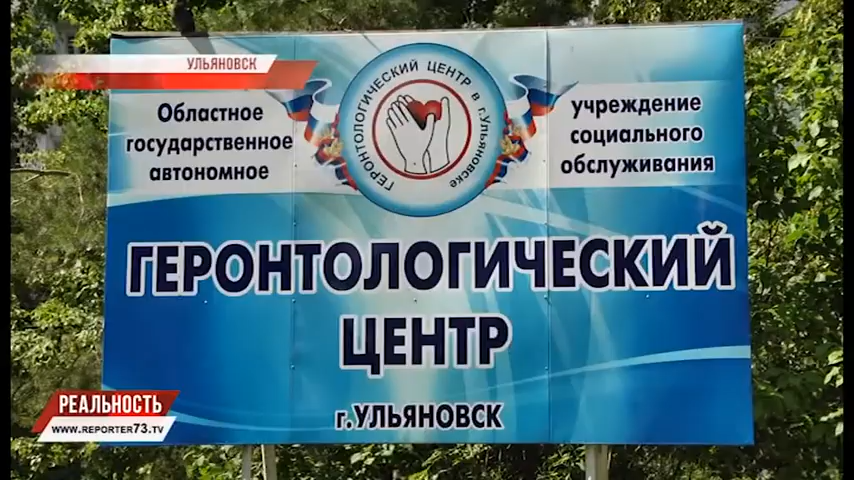 УЛЬЯНОВСК
Областное
государственное
автономное
ГЕРОНТОЛОГИЧЕСКИЙ ЦЕНТР в г.Ульяновске
учреждение
социального
обслуживания
ГЕРОНТОЛОГИЧЕСКИЙ
ЦЕНТР
г.УЛЬЯНОВСК
РЕАЛЬНОСТЬ
WWW.REPORTER73.TV